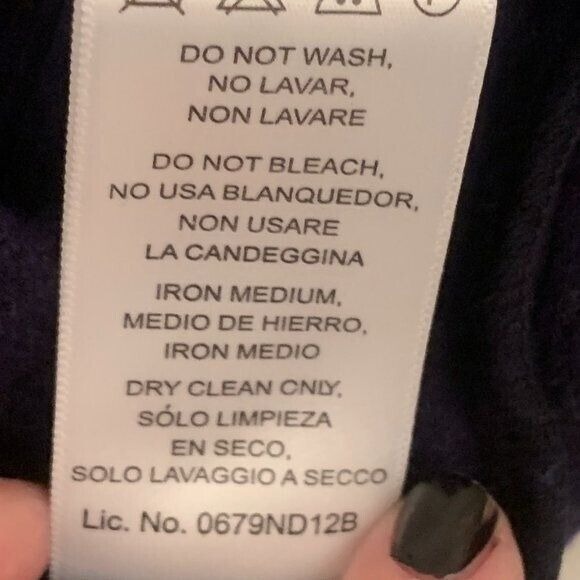 DO NOT WASH,
NO LAVAR,
NON LAVARE
DO NOT BLEACH,
NO USA BLANQUEDOR,
NON USARE
LA CANDEGGINA
IRON MEDIUM,
MEDIO DE HIERRO,
IRON MEDIO
DRY CLEAN CNLY,
SÓLO LIMPIEZA
EN SECO,
SOLO LAVAGGIO A SECCO
Lic. No. 0679ND12B